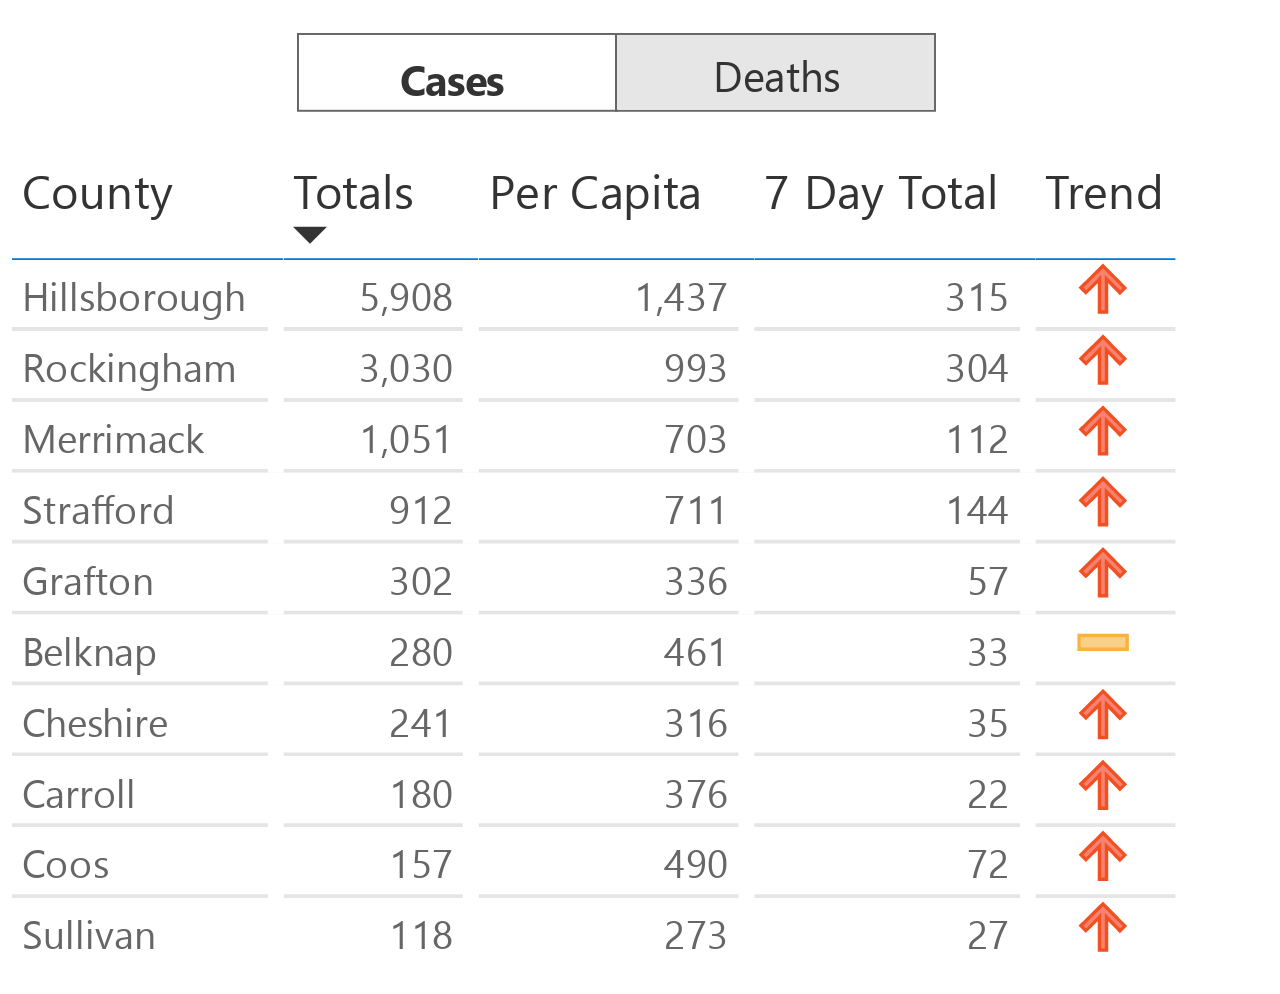 Cases Deaths
County Totals Per Capita 7 Day Total Trend
Hillsborough 5,908 1,437 315
Rockingham 3,030 993 304
Merrimack 1,051 703 112
Strafford 912 711 144
Grafton 302 336 57
Belknap 280 461 33
Cheshire 241 316 35
Carroll 180 376 22
Coos 157 490 72
Sullivan 118 273 27